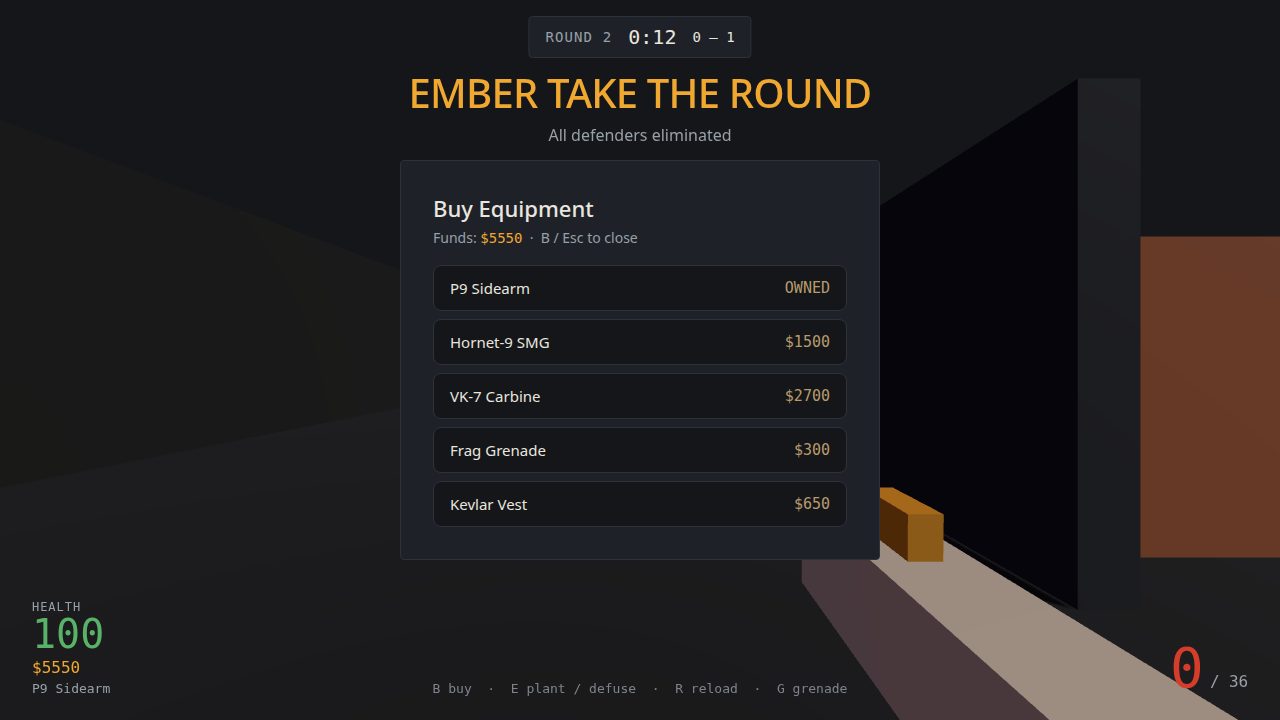 ROUND 2 0:12 0 – 1
EMBER TAKE THE ROUND
All defenders eliminated
Buy Equipment
Funds: $5550 · B / Esc to close
P9 Sidearm OWNED
Hornet-9 SMG $1500
VK-7 Carbine $2700
Frag Grenade $300
Kevlar Vest $650
HEALTH
100
$5550
P9 Sidearm
B buy · E plant / defuse · R reload · G grenade
0 / 36